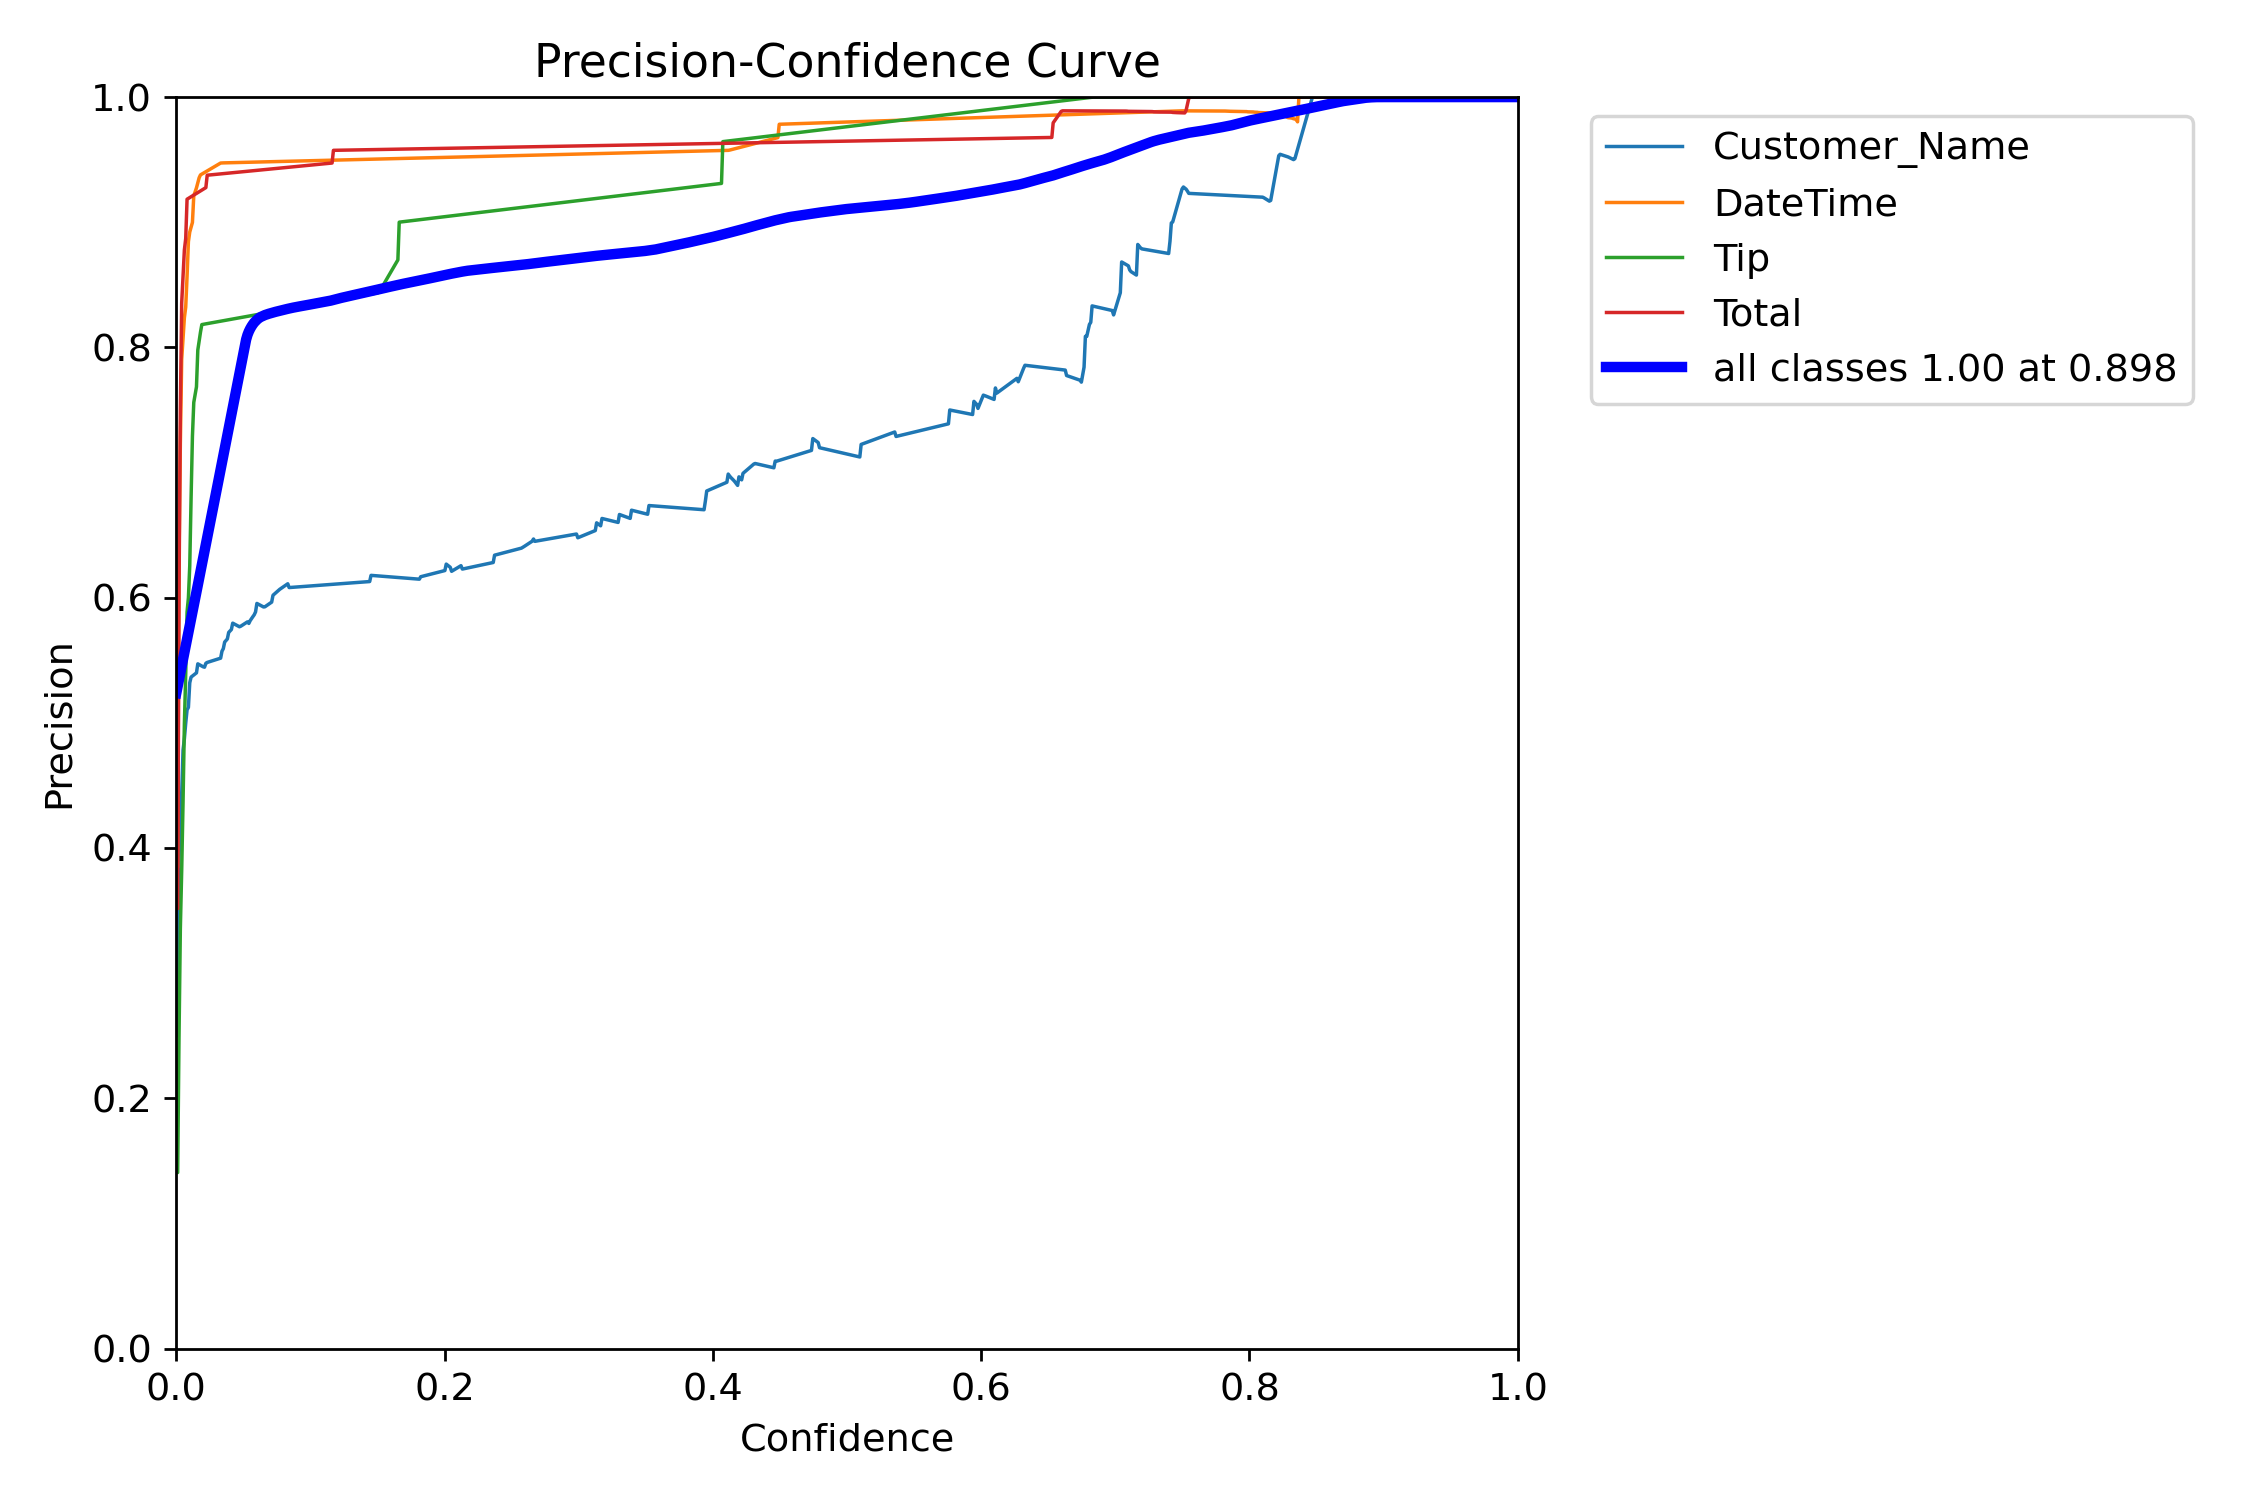 Precision-Confidence Curve
1.0
0.8
0.6
0.4
0.2
0.0
Precision
0.0 0.2 0.4 0.6 0.8 1.0
Confidence
Customer_Name
DateTime
Tip
Total
all classes 1.00 at 0.898